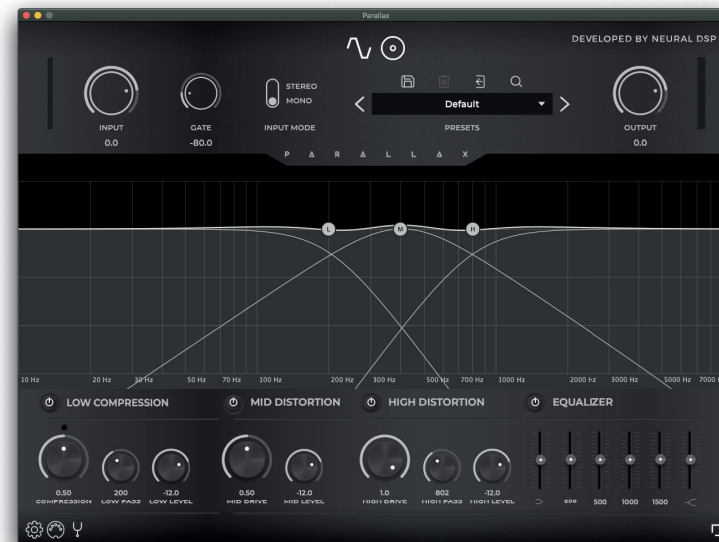 Parallax
DEVELOPED BY NEURAL DSP
STEREO
MONO
Default
INPUT
GATE
INPUT MODE
PRESETS
OUTPUT
0.0
-80.0
0.0
P A R A L L A X
L
M
H
10 Hz 20 Hz 30 Hz 50 Hz 70 Hz 100 Hz 200 Hz 300 Hz 500 Hz 700 Hz 1000 Hz 2000 Hz 3000 Hz 5000 Hz 7000
LOW COMPRESSION
MID DISTORTION
HIGH DISTORTION
EQUALIZER
0.50 200 -12.0 0.50 -12.0 1.0 802 -12.0
COMPRESSION LOW PASS LOW LEVEL MID DRIVE MID LEVEL HIGH DRIVE HIGH PASS HIGH LEVEL 250 500 1000 1500